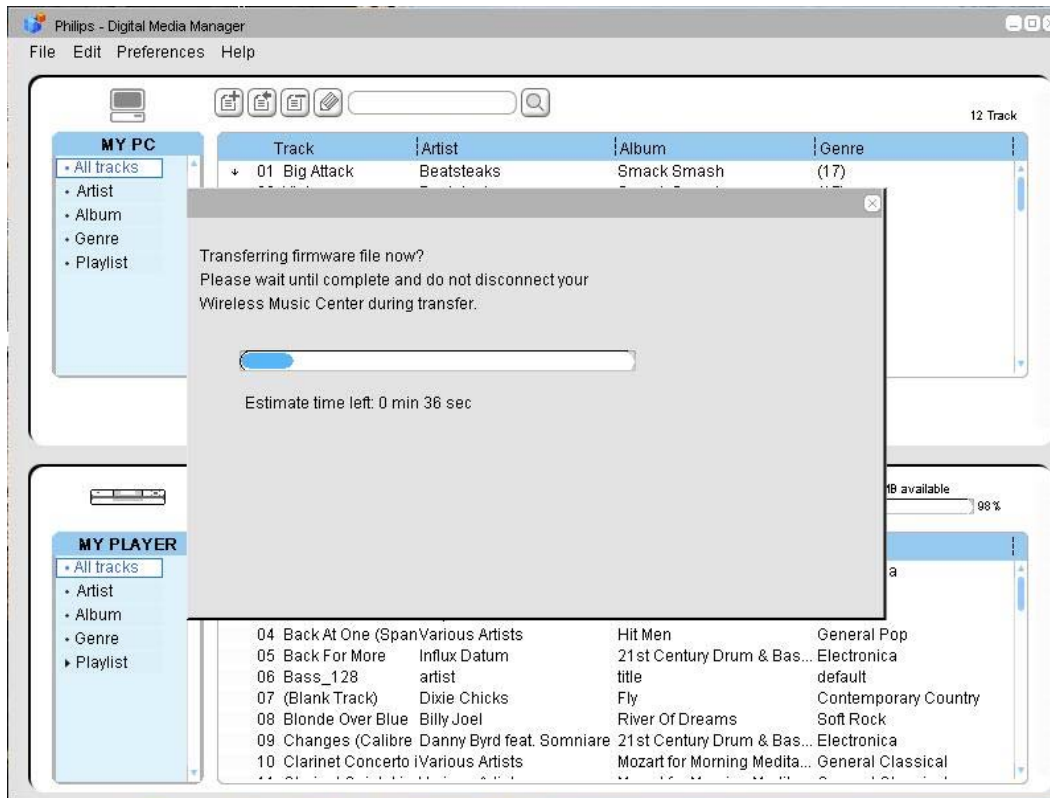 Philips - Digital Media Manager
File Edit Preferences Help
12 Track
MY PC
Track Artist Album Genre
• All tracks
01 Big Attack Beatsteaks Smack Smash (17)
• Artist
• Album
• Genre
• Playlist
Transferring firmware file now?
Please wait until complete and do not disconnect your
Wireless Music Center during transfer.
Estimate time left: 0 min 36 sec
MB available
98%
MY PLAYER
• All tracks
a
• Artist
• Album
• Genre
Playlist
04 Back At One (Span Various Artists Hit Men General Pop
05 Back For More Influx Datum 21st Century Drum & Bas... Electronica
06 Bass_128 artist title default
07 (Blank Track) Dixie Chicks Fly Contemporary Country
08 Blonde Over Blue Billy Joel River Of Dreams Soft Rock
09 Changes (Calibre Danny Byrd feat. Somniare 21st Century Drum & Bas... Electronica
10 Clarinet Concerto i Various Artists Mozart for Morning Medita... General Classical